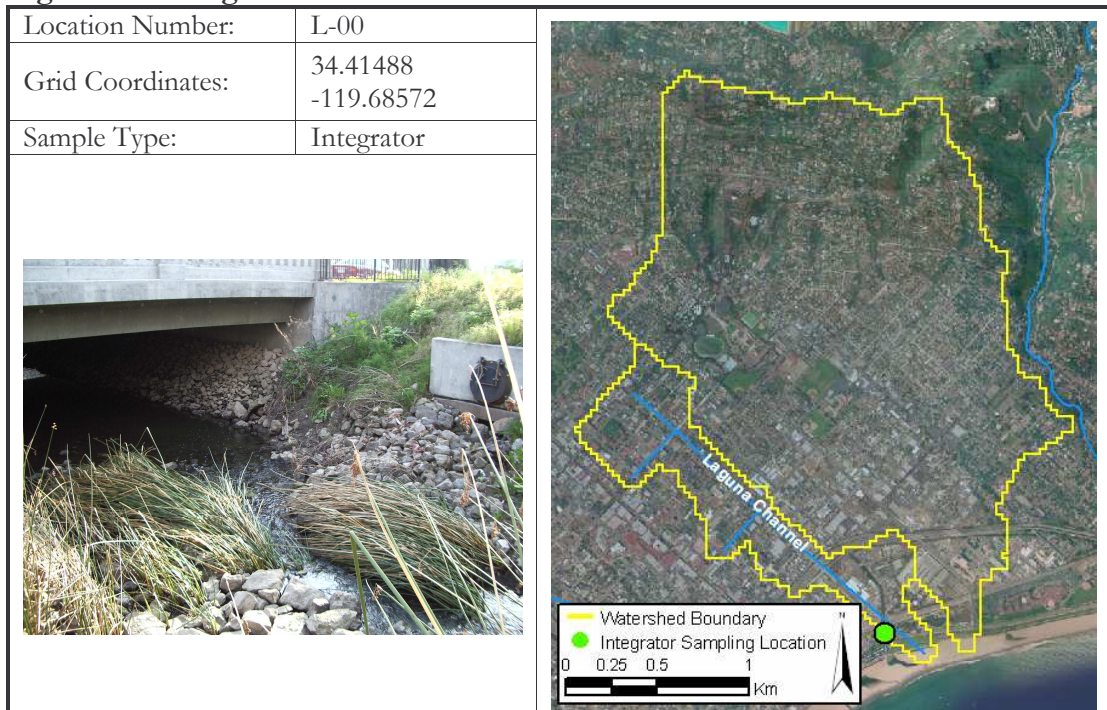 Location Number: L-00
Grid Coordinates: 34.41488
-119.68572
Sample Type: Integrator
Laguna Channel
Watershed Boundary
Integrator Sampling Location
N
0 0.25 0.5 1
Km